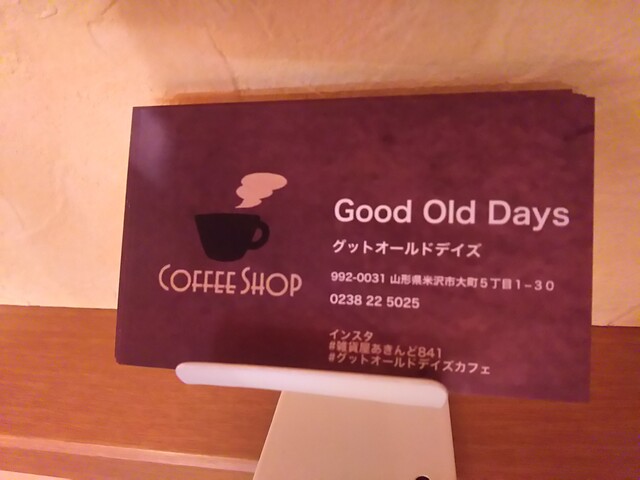 COFFEE SHOP
Good Old Days
グットオールドデイズ
992-0031 山形県米沢市大町5丁目1−30
0238 22 5025
インスタ
#雑貨屋あきんど841
#グットオールドデイズカフェ